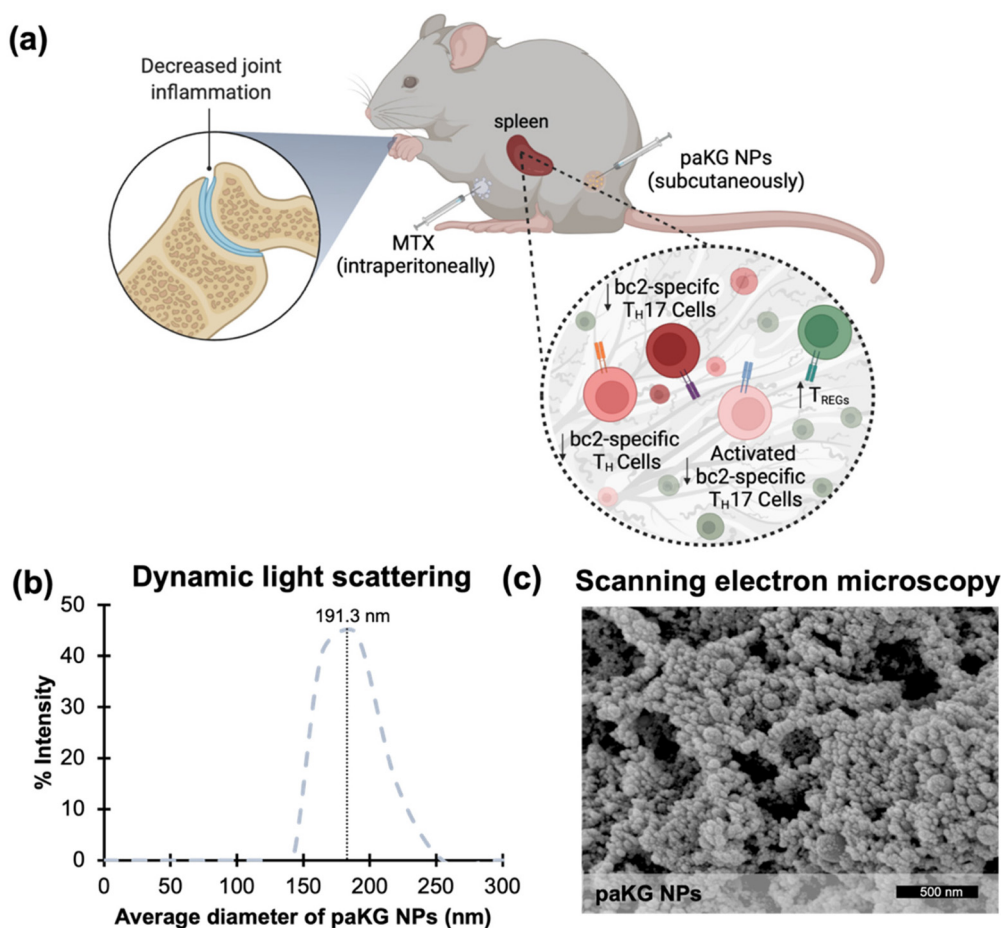 (a)
Decreased joint
inflammation
spleen
paKG NPs
(subcutaneously)
MTX
(intraperitoneally)
↓ bc2-specifc
TH17 Cells
↑ TREGs
↓ bc2-specific
TH Cells
Activated
↓ bc2-specific
TH17 Cells
(b) Dynamic light scattering
191.3 nm
% Intensity
50
40
30
20
10
0
0 50 100 150 200 250 300
Average diameter of paKG NPs (nm)
(c) Scanning electron microscopy
paKG NPs
500 nm